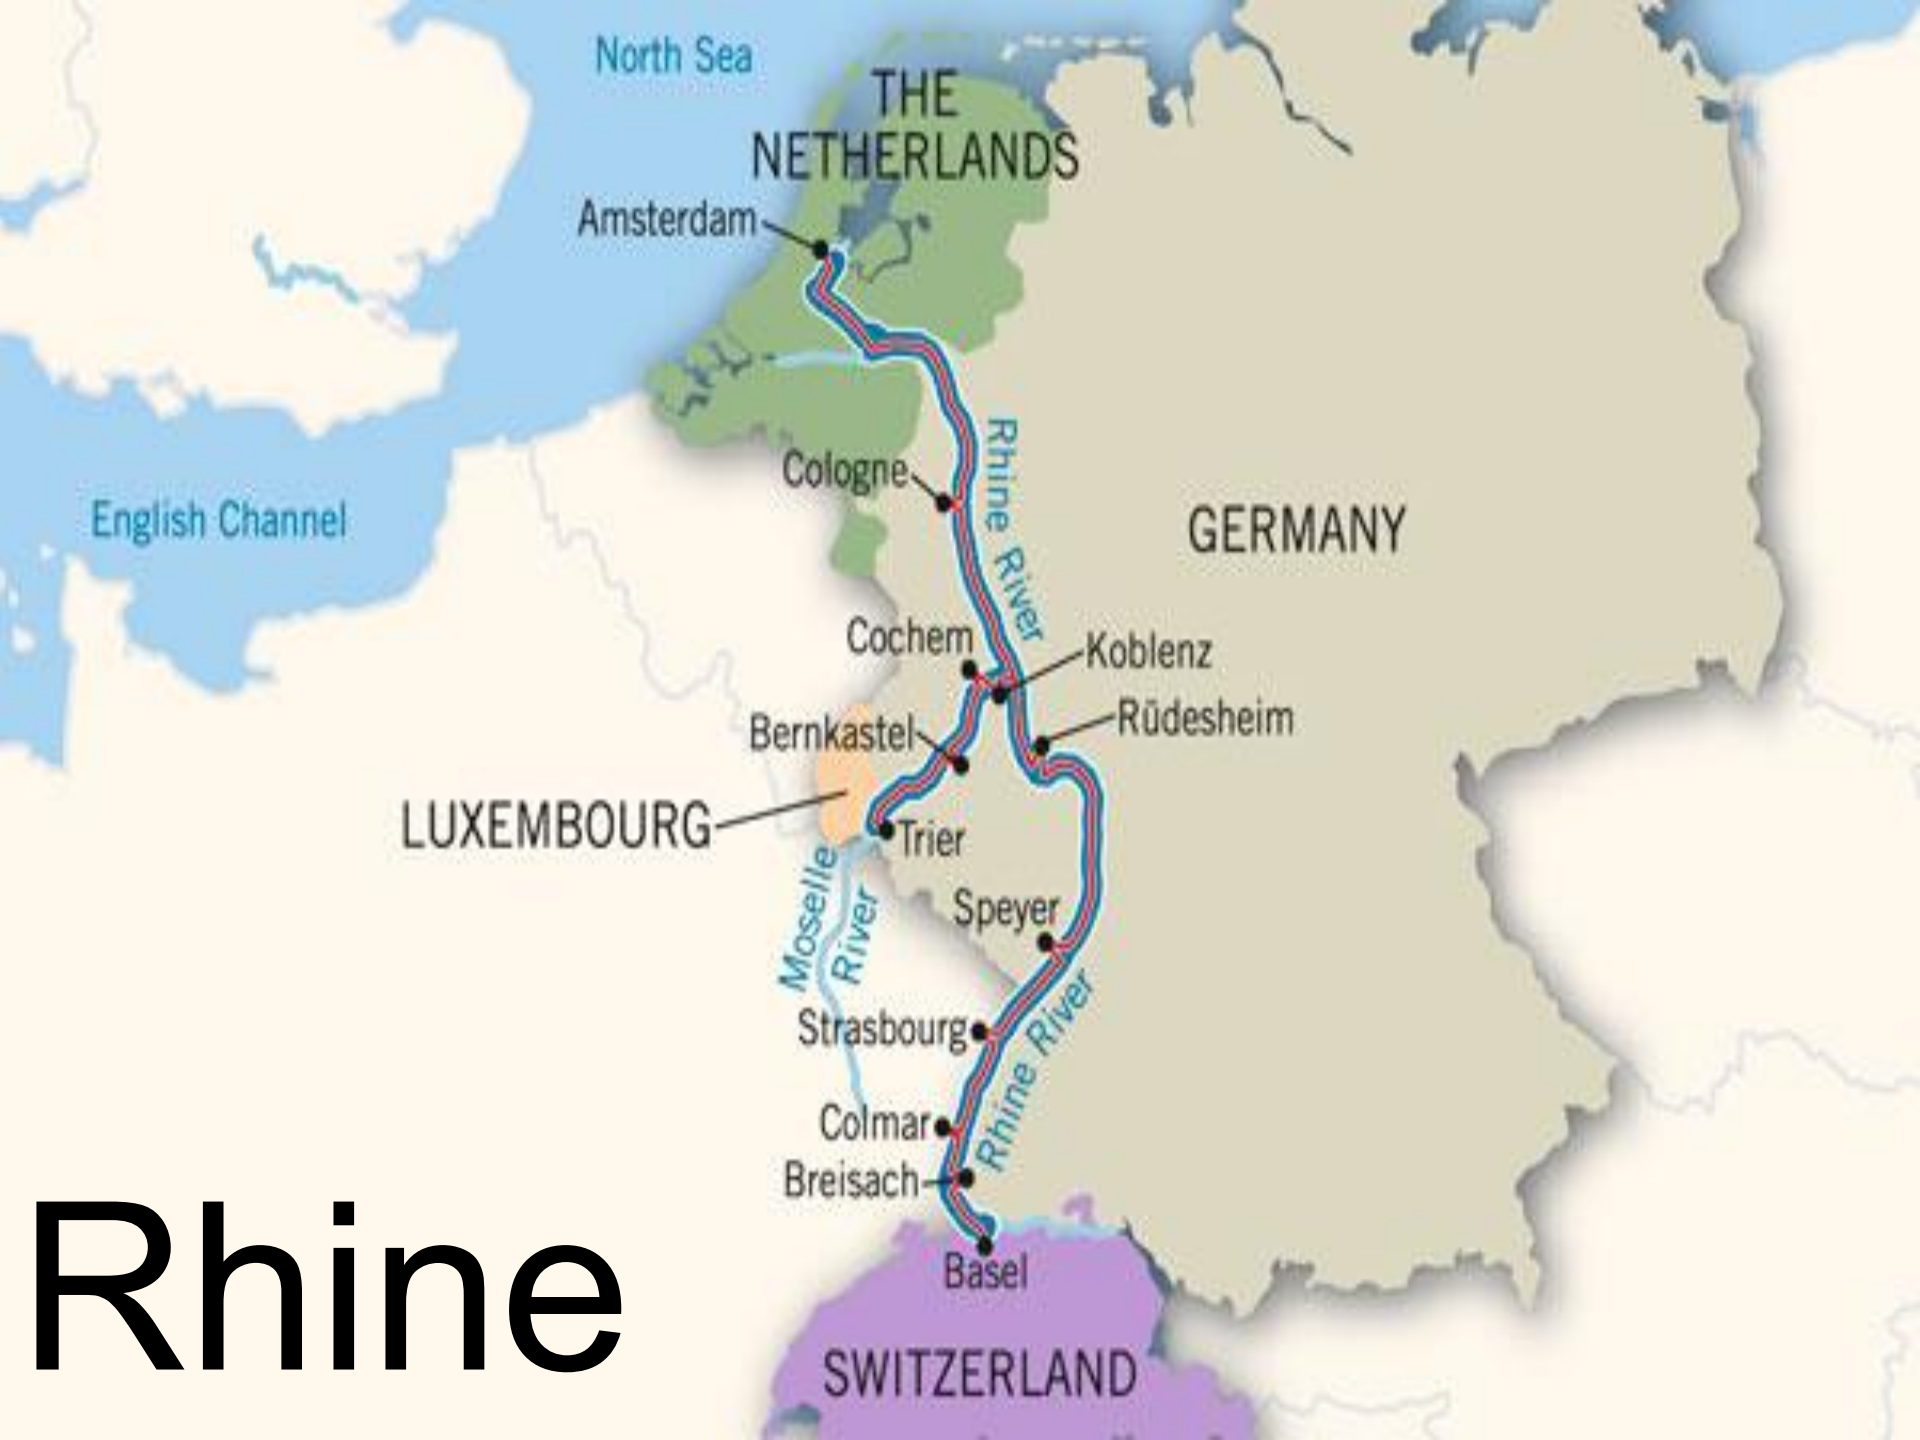 North Sea
THE
NETHERLANDS
Amsterdam
Rhine River
Cologne
English Channel
GERMANY
Cochem
Koblenz
Rüdesheim
Bernkastel
LUXEMBOURG
Trier
Moselle
River
Speyer
Strasbourg
Rhine River
Colmar
Breisach
Basel
Rhine
SWITZERLAND